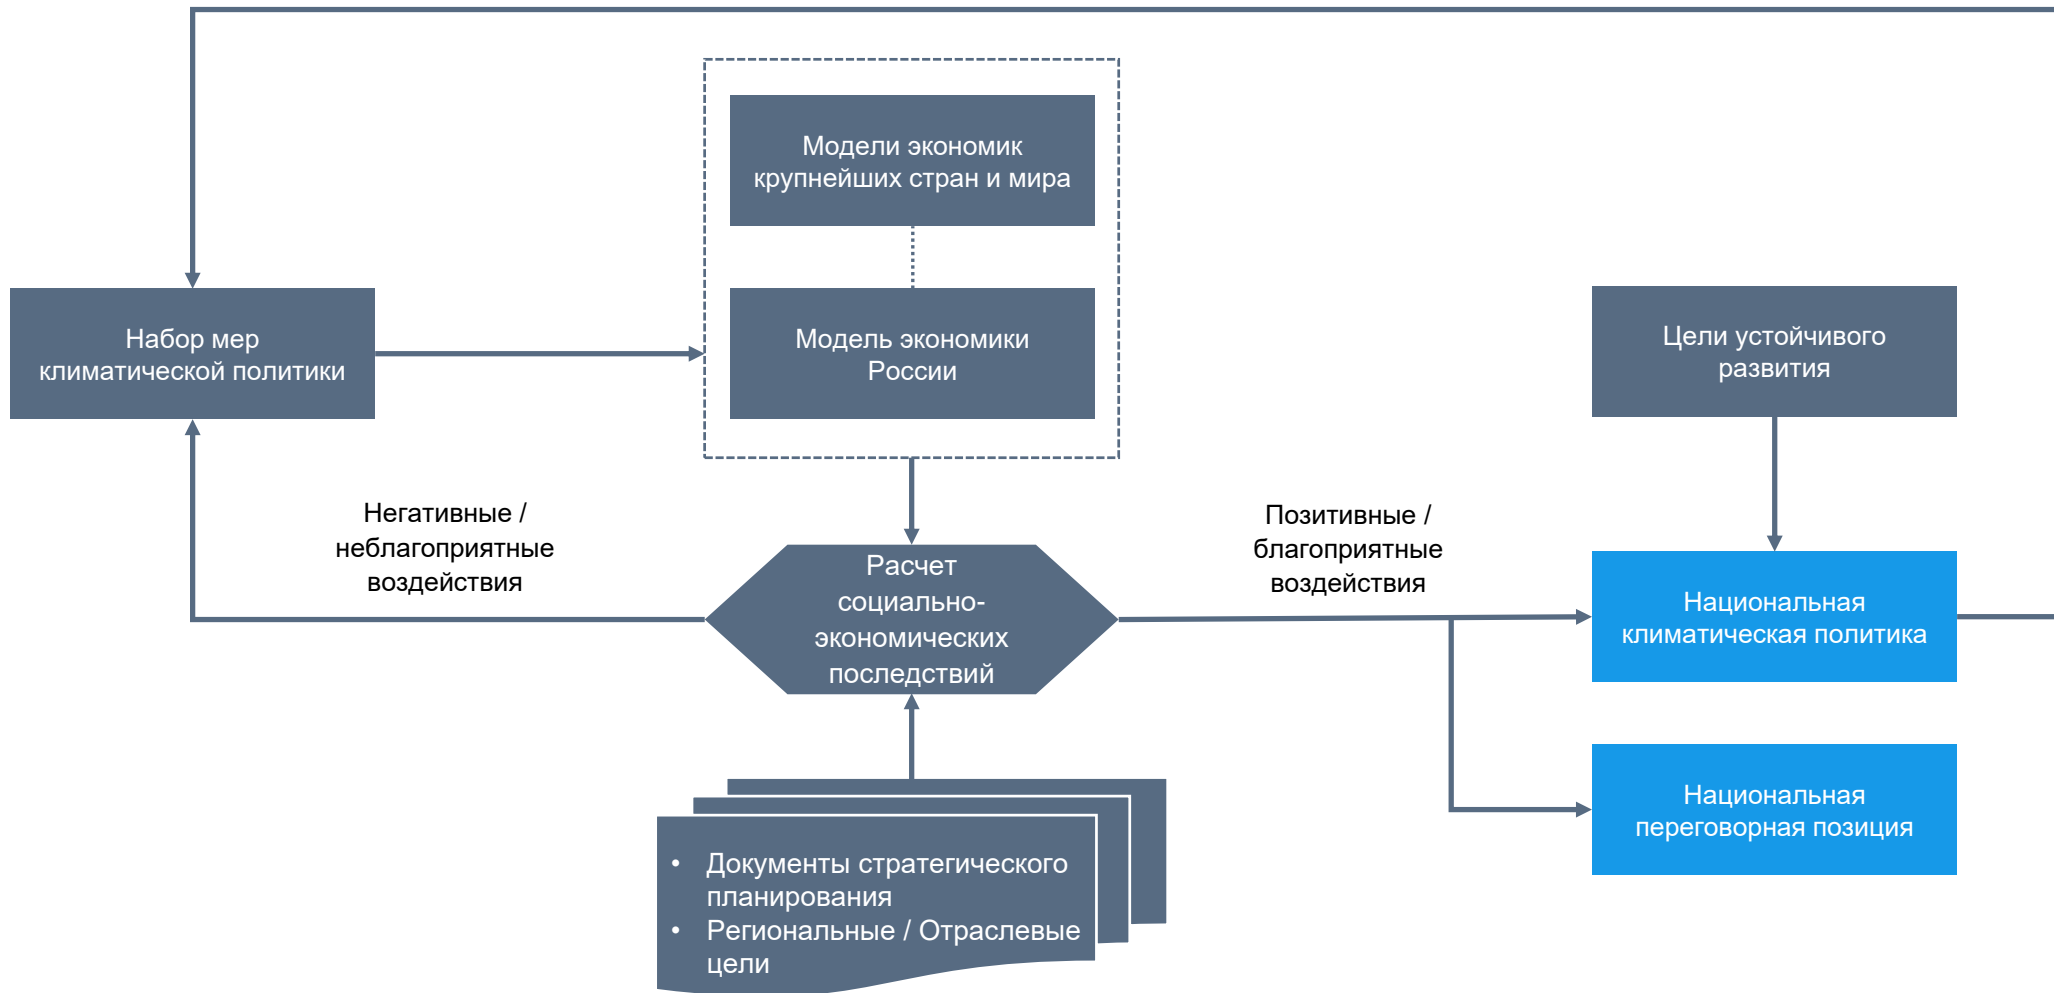 Модели экономик
крупнейших стран и мира
Набор мер
климатической политики
Модель экономики
России
Цели устойчивого
развития
Негативные /
неблагоприятные
воздействия
Позитивные /
благоприятные
воздействия
Расчет
социально-
экономических
последствий
Национальная
климатическая политика
Национальная
переговорная позиция
• Документы стратегического
планирования
• Региональные / Отраслевые
цели